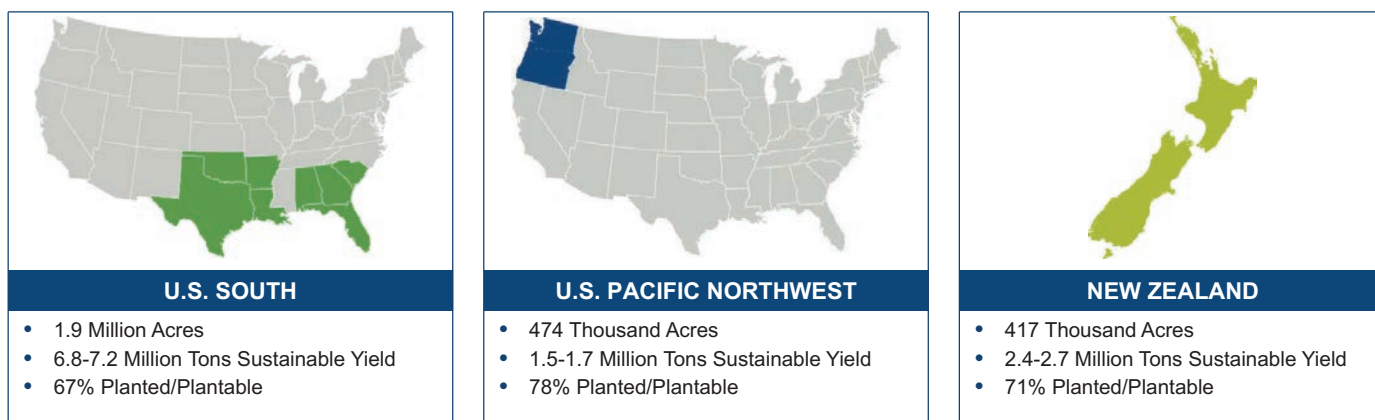 U.S. SOUTH
• 1.9 Million Acres
• 6.8-7.2 Million Tons Sustainable Yield
• 67% Planted/Plantable
U.S. PACIFIC NORTHWEST
• 474 Thousand Acres
• 1.5-1.7 Million Tons Sustainable Yield
• 78% Planted/Plantable
NEW ZEALAND
• 417 Thousand Acres
• 2.4-2.7 Million Tons Sustainable Yield
• 71% Planted/Plantable